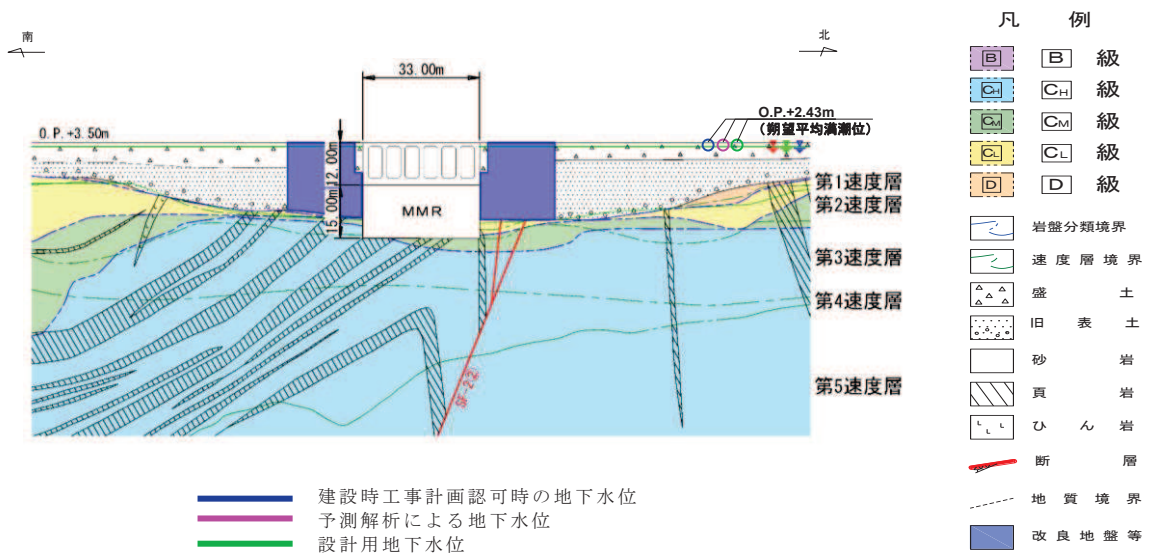 南
北
33.00m
O.P.+3.50m
12.00m
15.00m
MMR
O.P.+2.43m
(朔望平均満潮位)
第1速度層
第2速度層
第3速度層
第4速度層
第5速度層
SF-2(2)
建設時工事計画認可時の地下水位
予測解析による地下水位
設計用地下水位
凡 例
B B 級
CH CH 級
CM CM 級
CL CL 級
D D 級
岩盤分類境界
速度層境界
盛 土
旧 表 土
砂 岩
頁 岩
ひ ん 岩
断 層
地質境界
改良地盤等